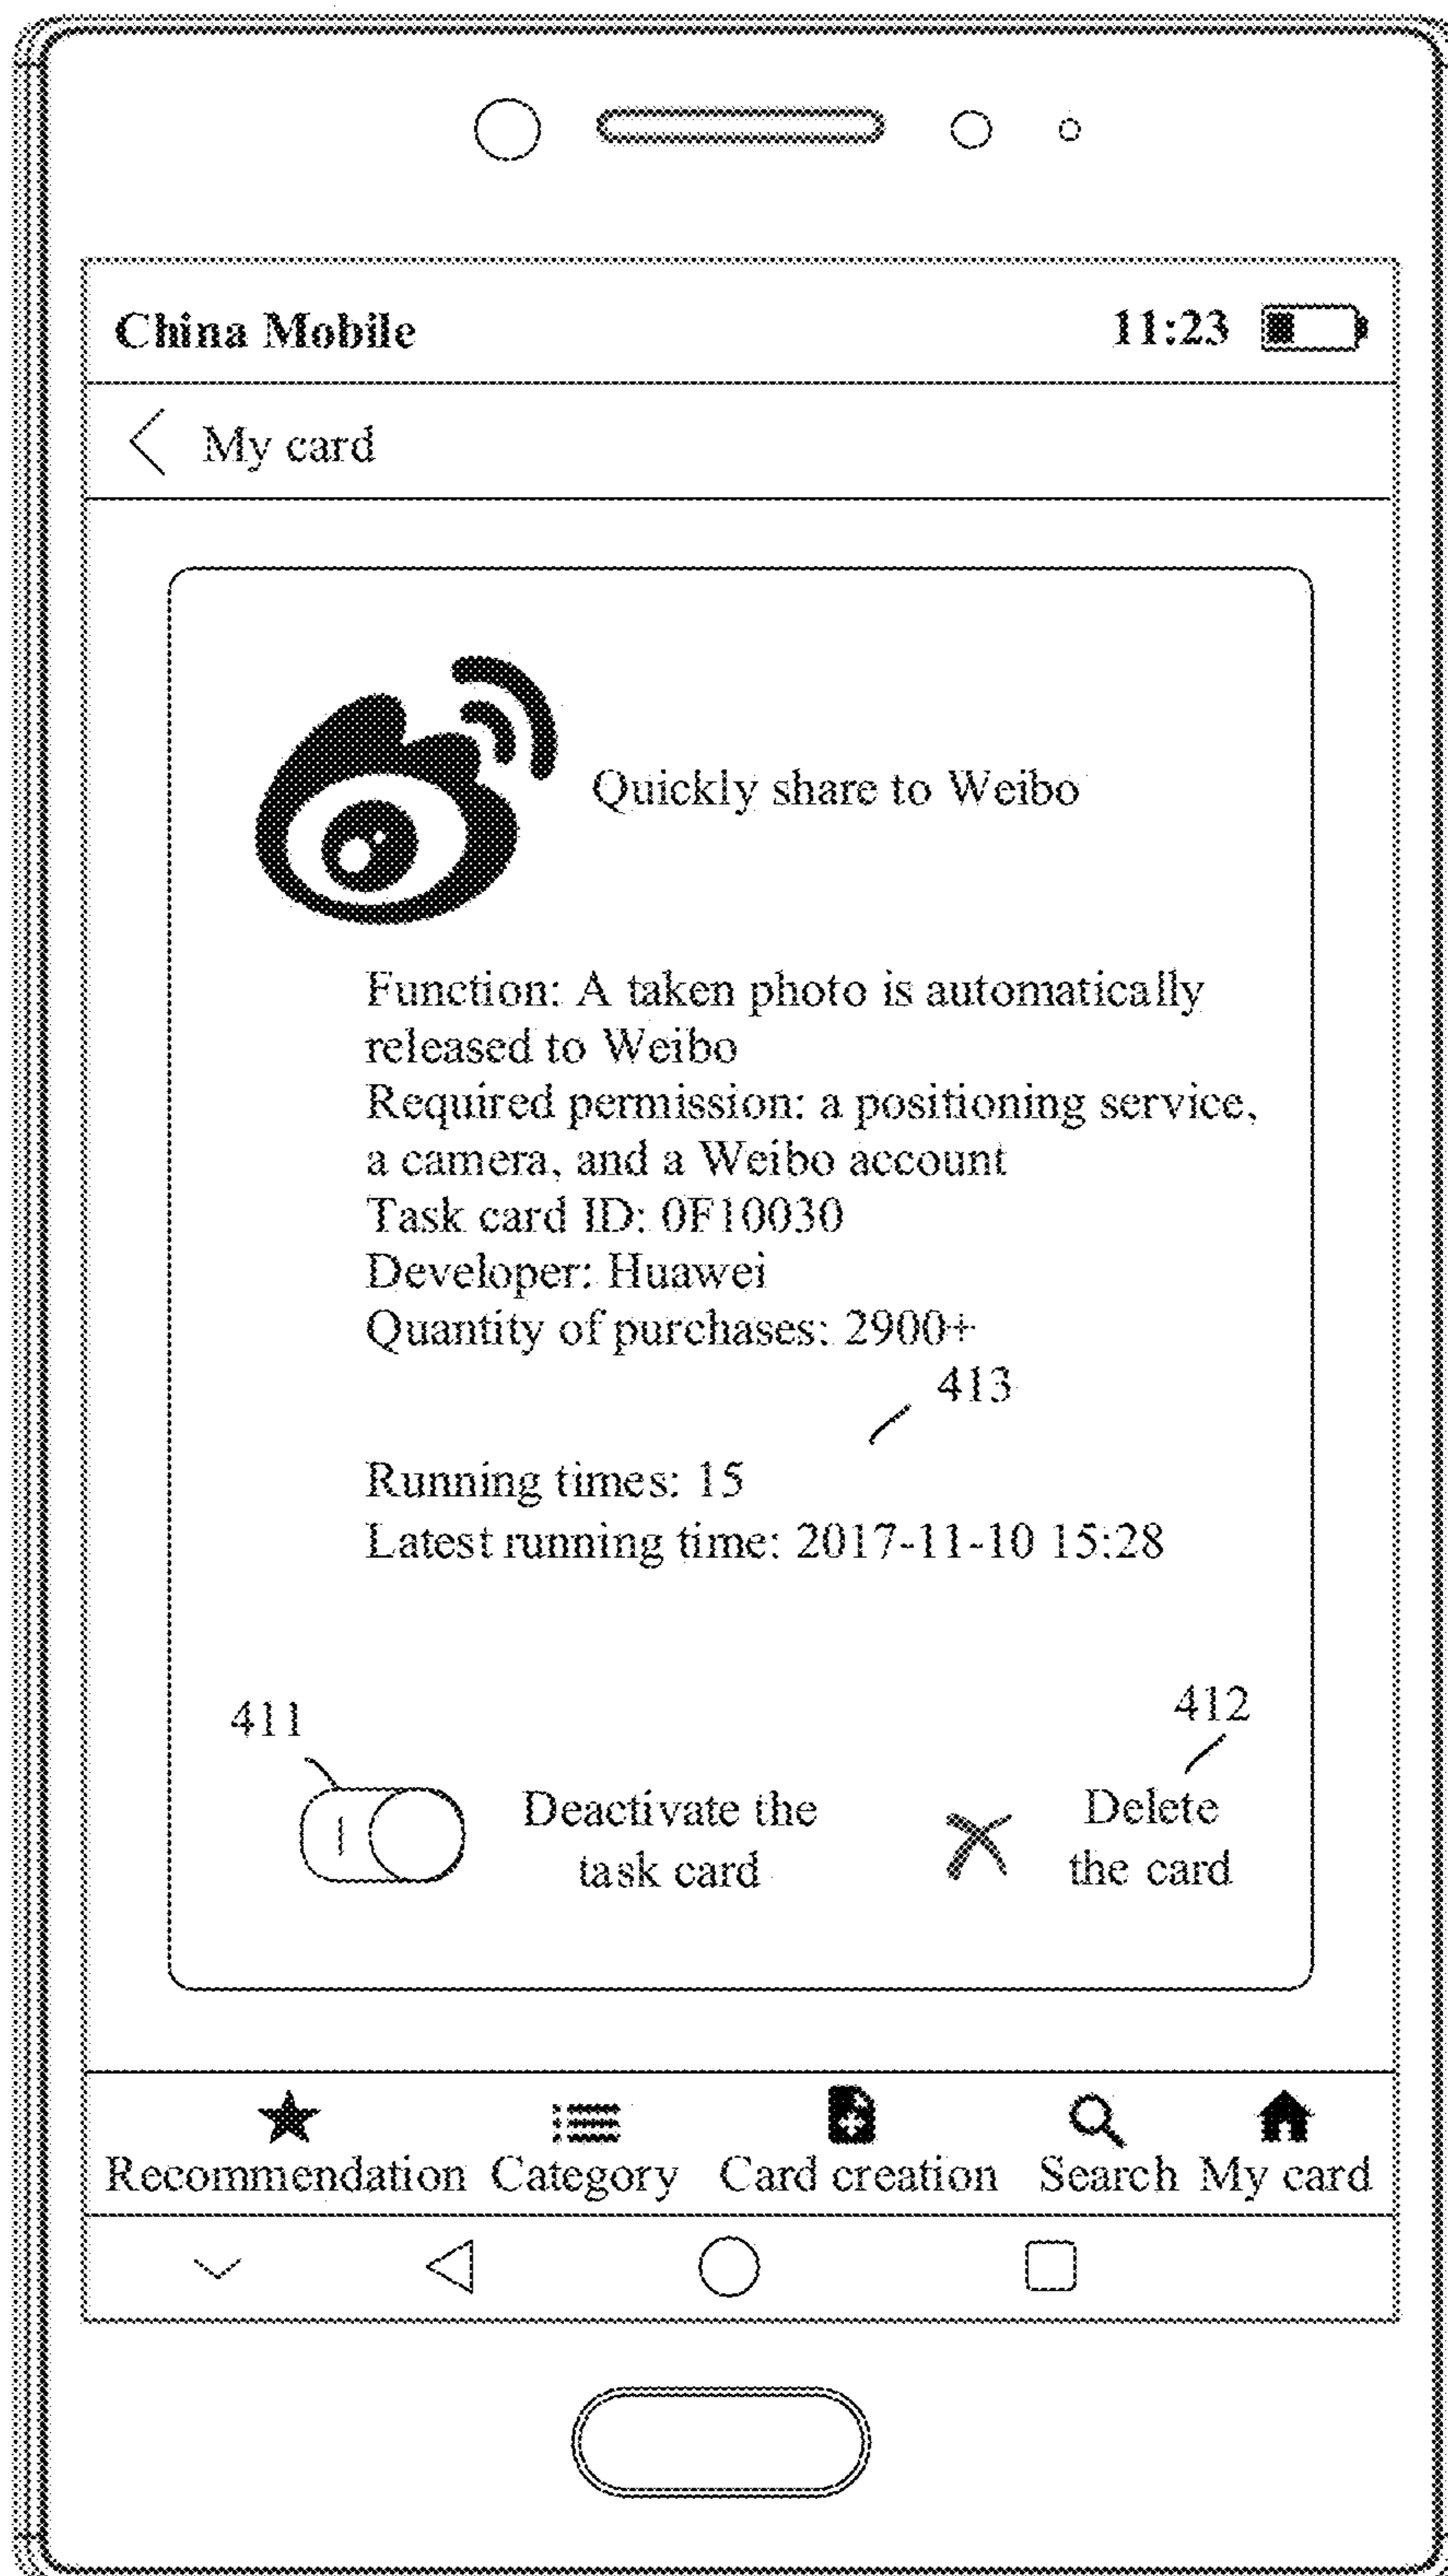 China Mobile 11:23
My card
Quickly share to Weibo
Function: A taken photo is automatically
released to Weibo
Required permission: a positioning service,
a camera, and a Weibo account
Task card ID: 0F10030
Developer: Huawei
Quantity of purchases: 2900+
413
Running times: 15
Latest running time: 2017-11-10 15:28
411
412
Deactivate the
task card
Delete
the card
Recommendation Category Card creation Search My card